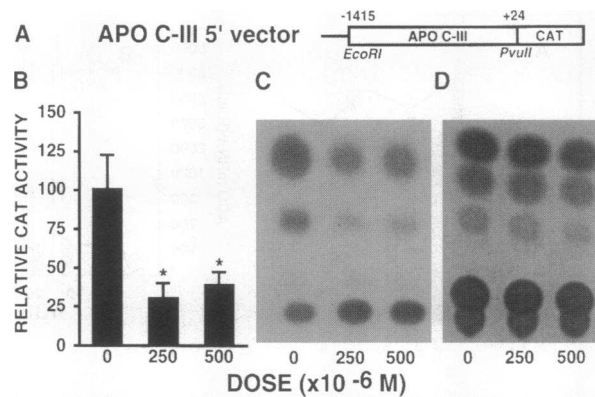 -1415 +24
A APO C-III 5' vector APO C-III CAT
EcoRI PvuII
B C D
150
125
100
75
50
25
0
RELATIVE CAT ACTIVITY
* *
0 250 500 0 250 500 0 250 500
DOSE (x10 -6 M)